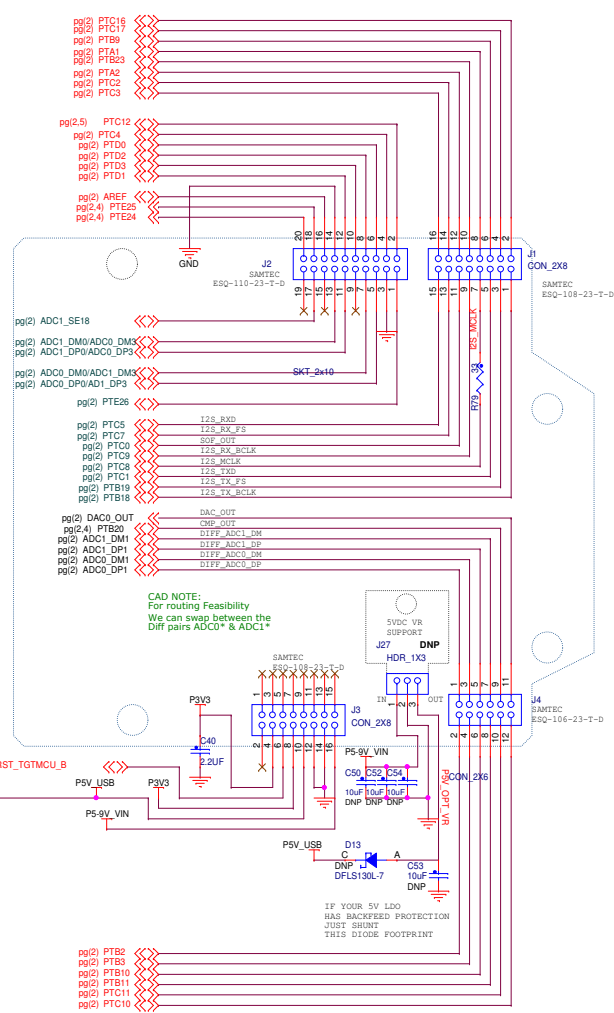 pg(2) PTC16
pg(2) PTC17
pg(2) PTB9
pg(2) PTA1
pg(2) PTB23
pg(2) PTA2
pg(2) PTC2
pg(2) PTC3
pg(2,5) PTC12
pg(2) PTC4
pg(2) PTD0
pg(2) PTD2
pg(2) PTD3
pg(2) PTD1
pg(2) AREF
pg(2,4) PTE25
pg(2,4) PTE24
GND
20 18 16 14 12 10 8 6 4 2
16 14 12 10 8 6 4 2
J2
SAMTEC
ESQ-110-23-T-D
J1
CON_2X8
SAMTEC
ESQ-108-23-T-D
19 17 15 13 11 9 7 5 3 1
15 13 11 9 7 5 3 1
pg(2) ADC1_SE18
I2S_MCLK
pg(2) ADC1_DM0/ADC0_DM3
pg(2) ADC1_DP0/ADC0_DP3
pg(2) ADC0_DM0/ADC1_DM3
pg(2) ADC0_DP0/AD1_DP3
SKT_2x10
33
R79
pg(2) PTE26
pg(2) PTC5 I2S_RXD
pg(2) PTC7 I2S_RX_FS
pg(2) PTC0 SOF_OUT
pg(2) PTC9 I2S_RX_BCLK
pg(2) PTC8 I2S_MCLK
pg(2) PTC1 I2S_TXD
pg(2) PTB19 I2S_TX_FS
pg(2) PTB18 I2S_TX_BCLK
pg(2) DAC0_OUT DAC_OUT
pg(2,4) PTB20 CMP_OUT
pg(2) ADC1_DM1 DIFF_ADC1_DM
pg(2) ADC1_DP1 DIFF_ADC1_DP
pg(2) ADC0_DM1 DIFF_ADC0_DM
pg(2) ADC0_DP1 DIFF_ADC0_DP
CAD NOTE:
For routing Feasibility
We can swap between the
Diff pairs ADC0* & ADC1*
5VDC VR
SUPPORT
J27 DNP
HDR_1X3
IN OUT
1 2 3
SAMTEC
ESQ-108-23-T-D
1 3 5 7 9 11 13 15
J3
CON_2X8
2 4 6 8 10 12 14 16
1 3 5 7 9 11
J4
SAMTEC
ESQ-106-23-T-D
2 4 6 8 10 12
CON_2X6
P3V3
C40
2.2UF
RST_TGTMCU_B
P5V_USB
P3V3
P5-9V_VIN
P5-9V_VIN
C50 C52 C54
10uF 10uF 10uF
DNP DNP DNP
P5V_OPT_VR
P5V_USB
D13
C A
DNP
DFLS130L-7
C53
10uF
DNP
IF YOUR 5V LDO
HAS BACKFEED PROTECTION
JUST SHUNT
THIS DIODE FOOTPRINT
pg(2) PTB2
pg(2) PTB3
pg(2) PTB10
pg(2) PTB11
pg(2) PTC11
pg(2) PTC10